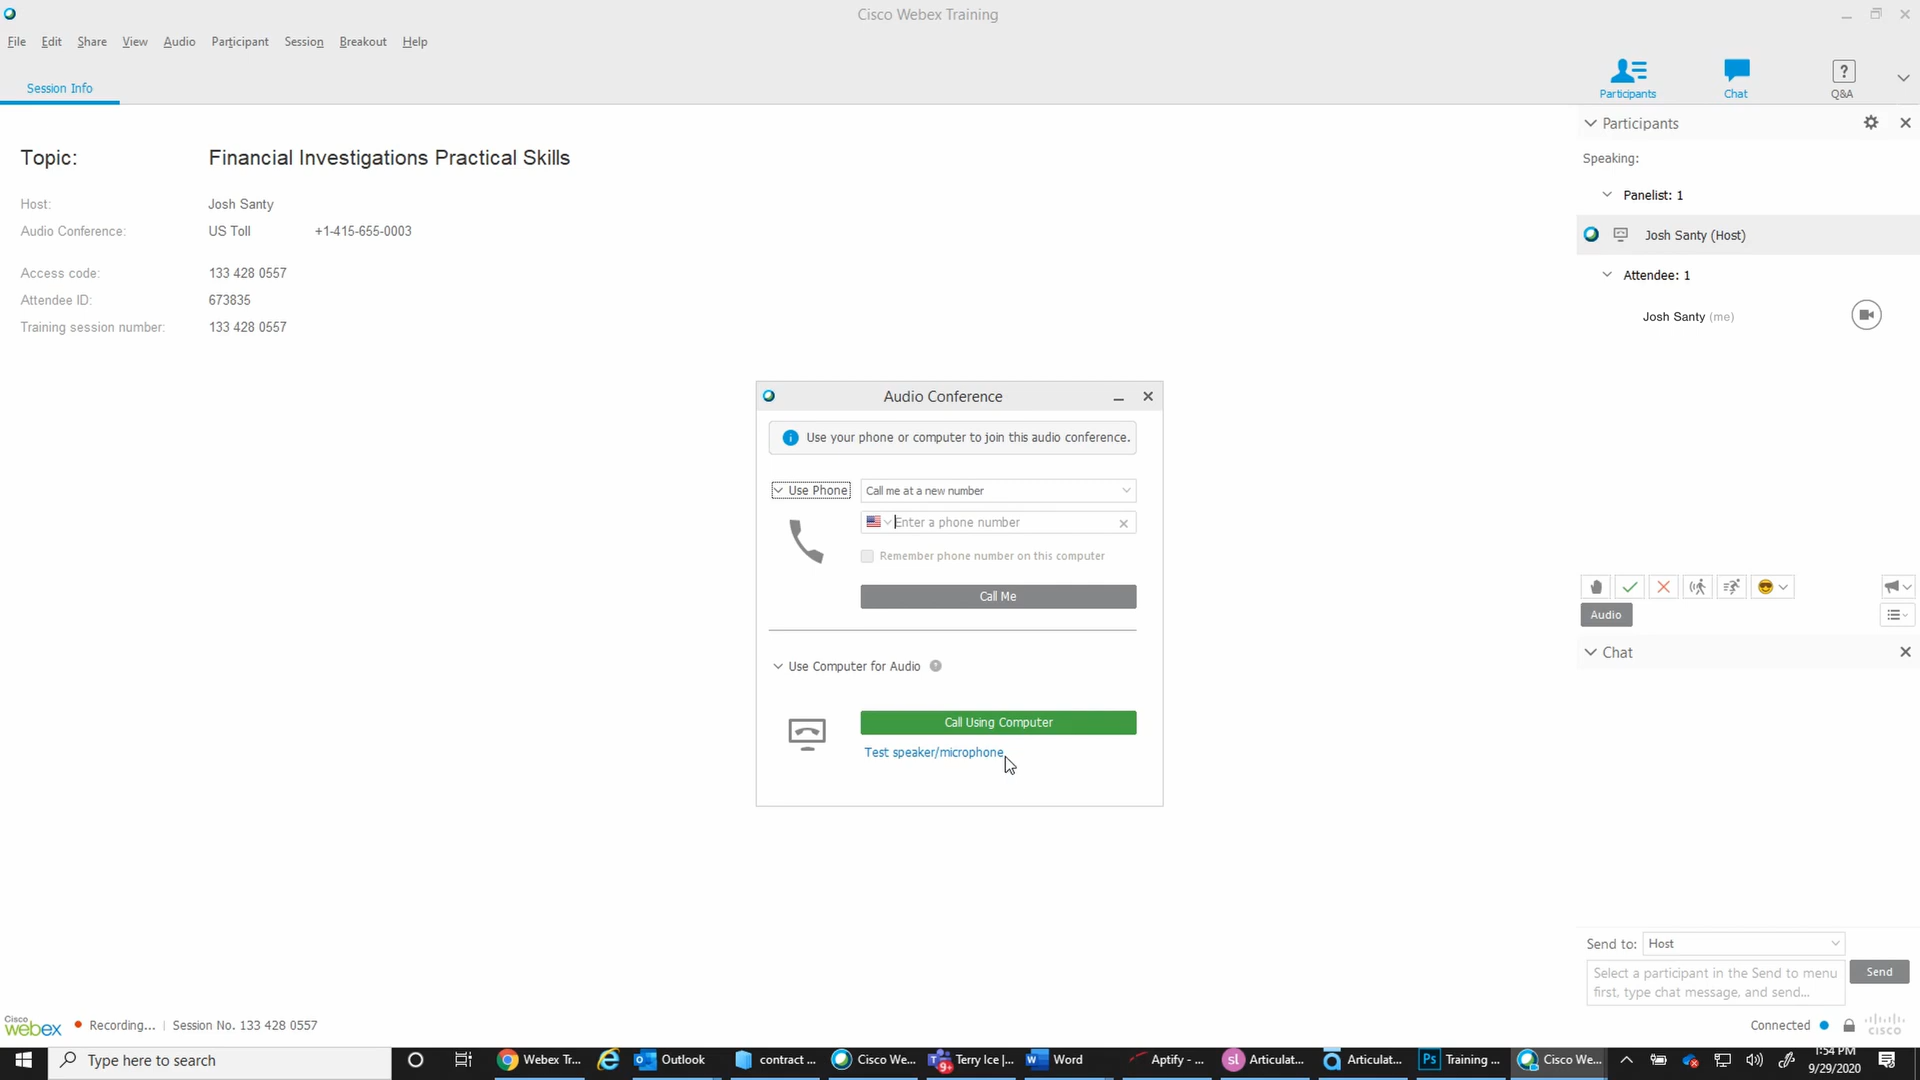 Cisco Webex Training
File Edit Share View Audio Participant Session Breakout Help
Session Info
Participants Chat Q&A
Topic: Financial Investigations Practical Skills
Host: Josh Santy
Audio Conference: US Toll +1-415-655-0003
Access code: 133 428 0557
Attendee ID: 673835
Training session number: 133 428 0557
Participants
Speaking:
Panelist: 1
Josh Santy (Host)
Attendee: 1
Josh Santy (me)
Audio Conference
Use your phone or computer to join this audio conference.
Use Phone Call me at a new number
Enter a phone number
Remember phone number on this computer
Call Me
Use Computer for Audio ?
Call Using Computer
Test speaker/microphone
Audio
Chat
Send to: Host
Select a participant in the Send to menu
first, type chat message, and send...
Send
Cisco
webex Recording... | Session No. 133 428 0557
Connected
cisco
Type here to search
Webex Tr...
Outlook
contract ...
Cisco We...
9+
Terry Ice |...
Word
Aptify - ...
sl Articulat...
Articulat...
Ps Training ...
Cisco We...
1:54 PM
9/29/2020